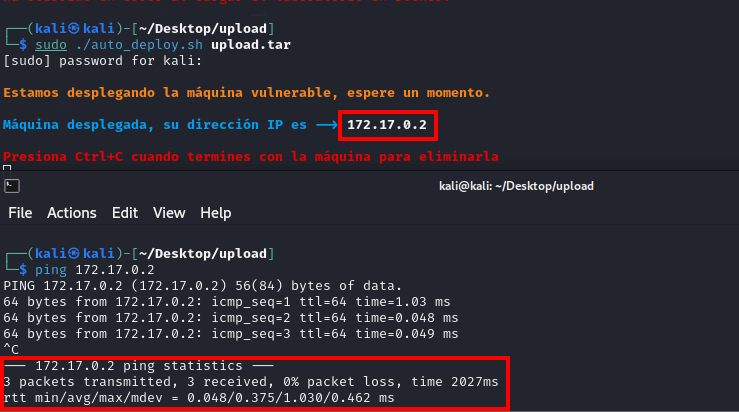 ┌──(kali㉿kali)-[~/Desktop/upload]
└─$ sudo ./auto_deploy.sh upload.tar
[sudo] password for kali:
Estamos desplegando la máquina vulnerable, espere un momento.
Máquina desplegada, su dirección IP es --> 172.17.0.2
Presiona Ctrl+C cuando termines con la máquina para eliminarla
kali@kali: ~/Desktop/upload
File Actions Edit View Help
┌──(kali㉿kali)-[~/Desktop/upload]
└─$ ping 172.17.0.2
PING 172.17.0.2 (172.17.0.2) 56(84) bytes of data.
64 bytes from 172.17.0.2: icmp_seq=1 ttl=64 time=1.03 ms
64 bytes from 172.17.0.2: icmp_seq=2 ttl=64 time=0.048 ms
64 bytes from 172.17.0.2: icmp_seq=3 ttl=64 time=0.049 ms
^C
--- 172.17.0.2 ping statistics ---
3 packets transmitted, 3 received, 0% packet loss, time 2027ms
rtt min/avg/max/mdev = 0.048/0.375/1.030/0.462 ms